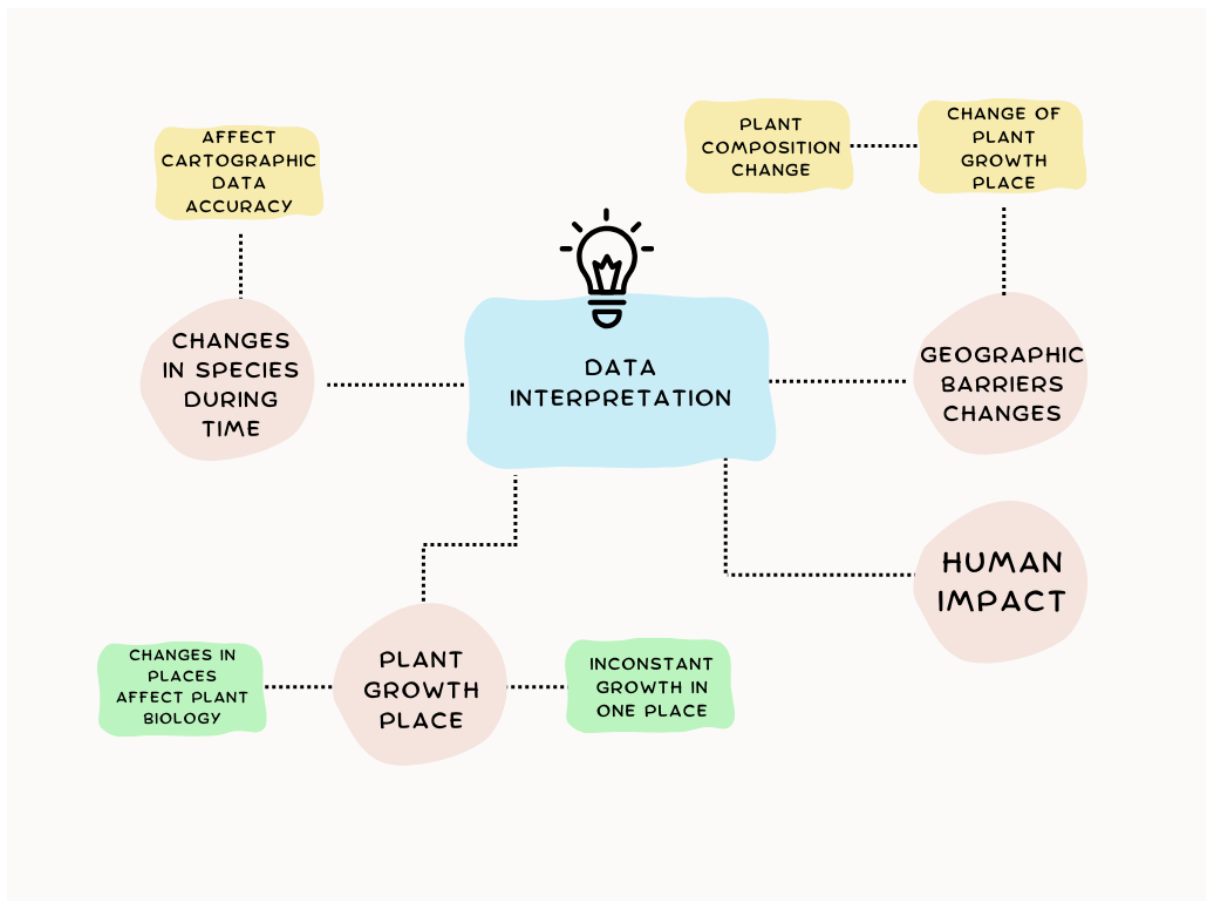 AFFECT
CARTOGRAPHIC
DATA
ACCURACY
PLANT
COMPOSITION
CHANGE
CHANGE OF
PLANT
GROWTH
PLACE
CHANGES
IN SPECIES
DURING
TIME
DATA
INTERPRETATION
GEOGRAPHIC
BARRIERS
CHANGES
HUMAN
IMPACT
CHANGES IN
PLACES
AFFECT PLANT
BIOLOGY
PLANT
GROWTH
PLACE
INCONSTANT
GROWTH IN
ONE PLACE